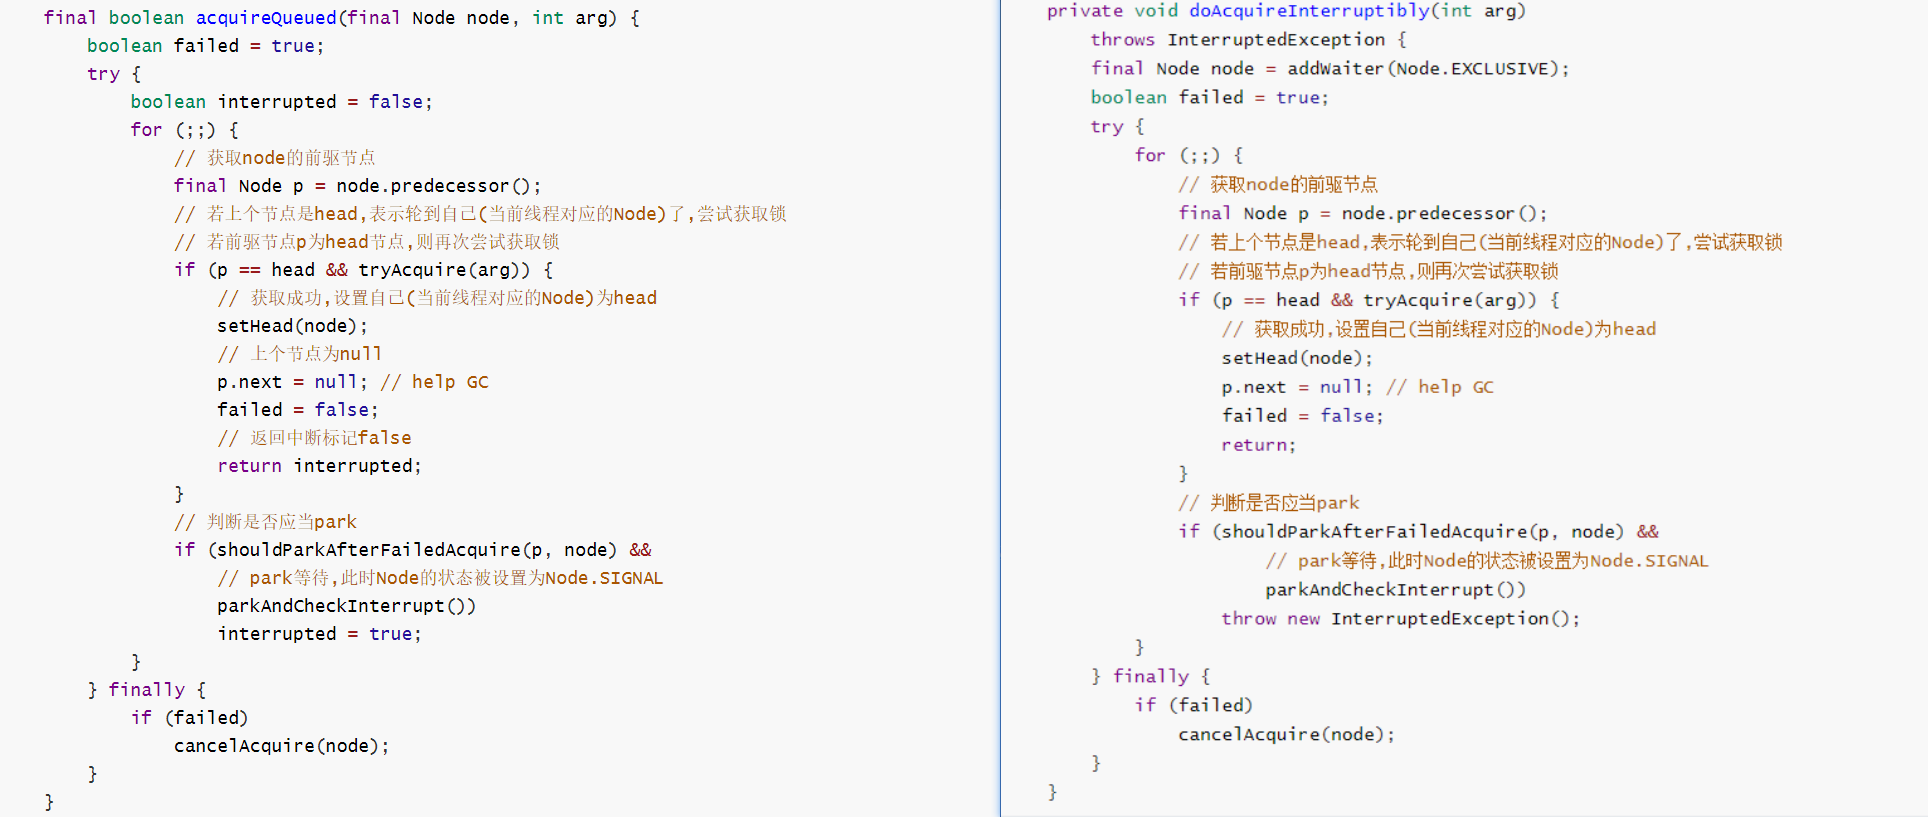 final boolean acquireQueued(final Node node, int arg) {
    boolean failed = true;
    try {
        boolean interrupted = false;
        for (;;) {
            // 获取node的前驱节点
            final Node p = node.predecessor();
            // 若上个节点是head,表示轮到自己(当前线程对应的Node)了,尝试获取锁
            // 若前驱节点p为head节点,则再次尝试获取锁
            if (p == head && tryAcquire(arg)) {
                // 获取成功,设置自己(当前线程对应的Node)为head
                setHead(node);
                // 上个节点为null
                p.next = null; // help GC
                failed = false;
                // 返回中断标记false
                return interrupted;
            }
            // 判断是否应当park
            if (shouldParkAfterFailedAcquire(p, node) &&
                // park等待,此时Node的状态被设置为Node.SIGNAL
                parkAndCheckInterrupt())
                interrupted = true;
        }
    } finally {
        if (failed)
            cancelAcquire(node);
    }
}
private void doAcquireInterruptibly(int arg)
    throws InterruptedException {
    final Node node = addWaiter(Node.EXCLUSIVE);
    boolean failed = true;
    try {
        for (;;) {
            // 获取node的前驱节点
            final Node p = node.predecessor();
            // 若上个节点是head,表示轮到自己(当前线程对应的Node)了,尝试获取锁
            // 若前驱节点p为head节点,则再次尝试获取锁
            if (p == head && tryAcquire(arg)) {
                // 获取成功,设置自己(当前线程对应的Node)为head
                setHead(node);
                p.next = null; // help GC
                failed = false;
                return;
            }
            // 判断是否应当park
            if (shouldParkAfterFailedAcquire(p, node) &&
                    // park等待,此时Node的状态被设置为Node.SIGNAL
                    parkAndCheckInterrupt())
                throw new InterruptedException();
        }
    } finally {
        if (failed)
            cancelAcquire(node);
    }
}